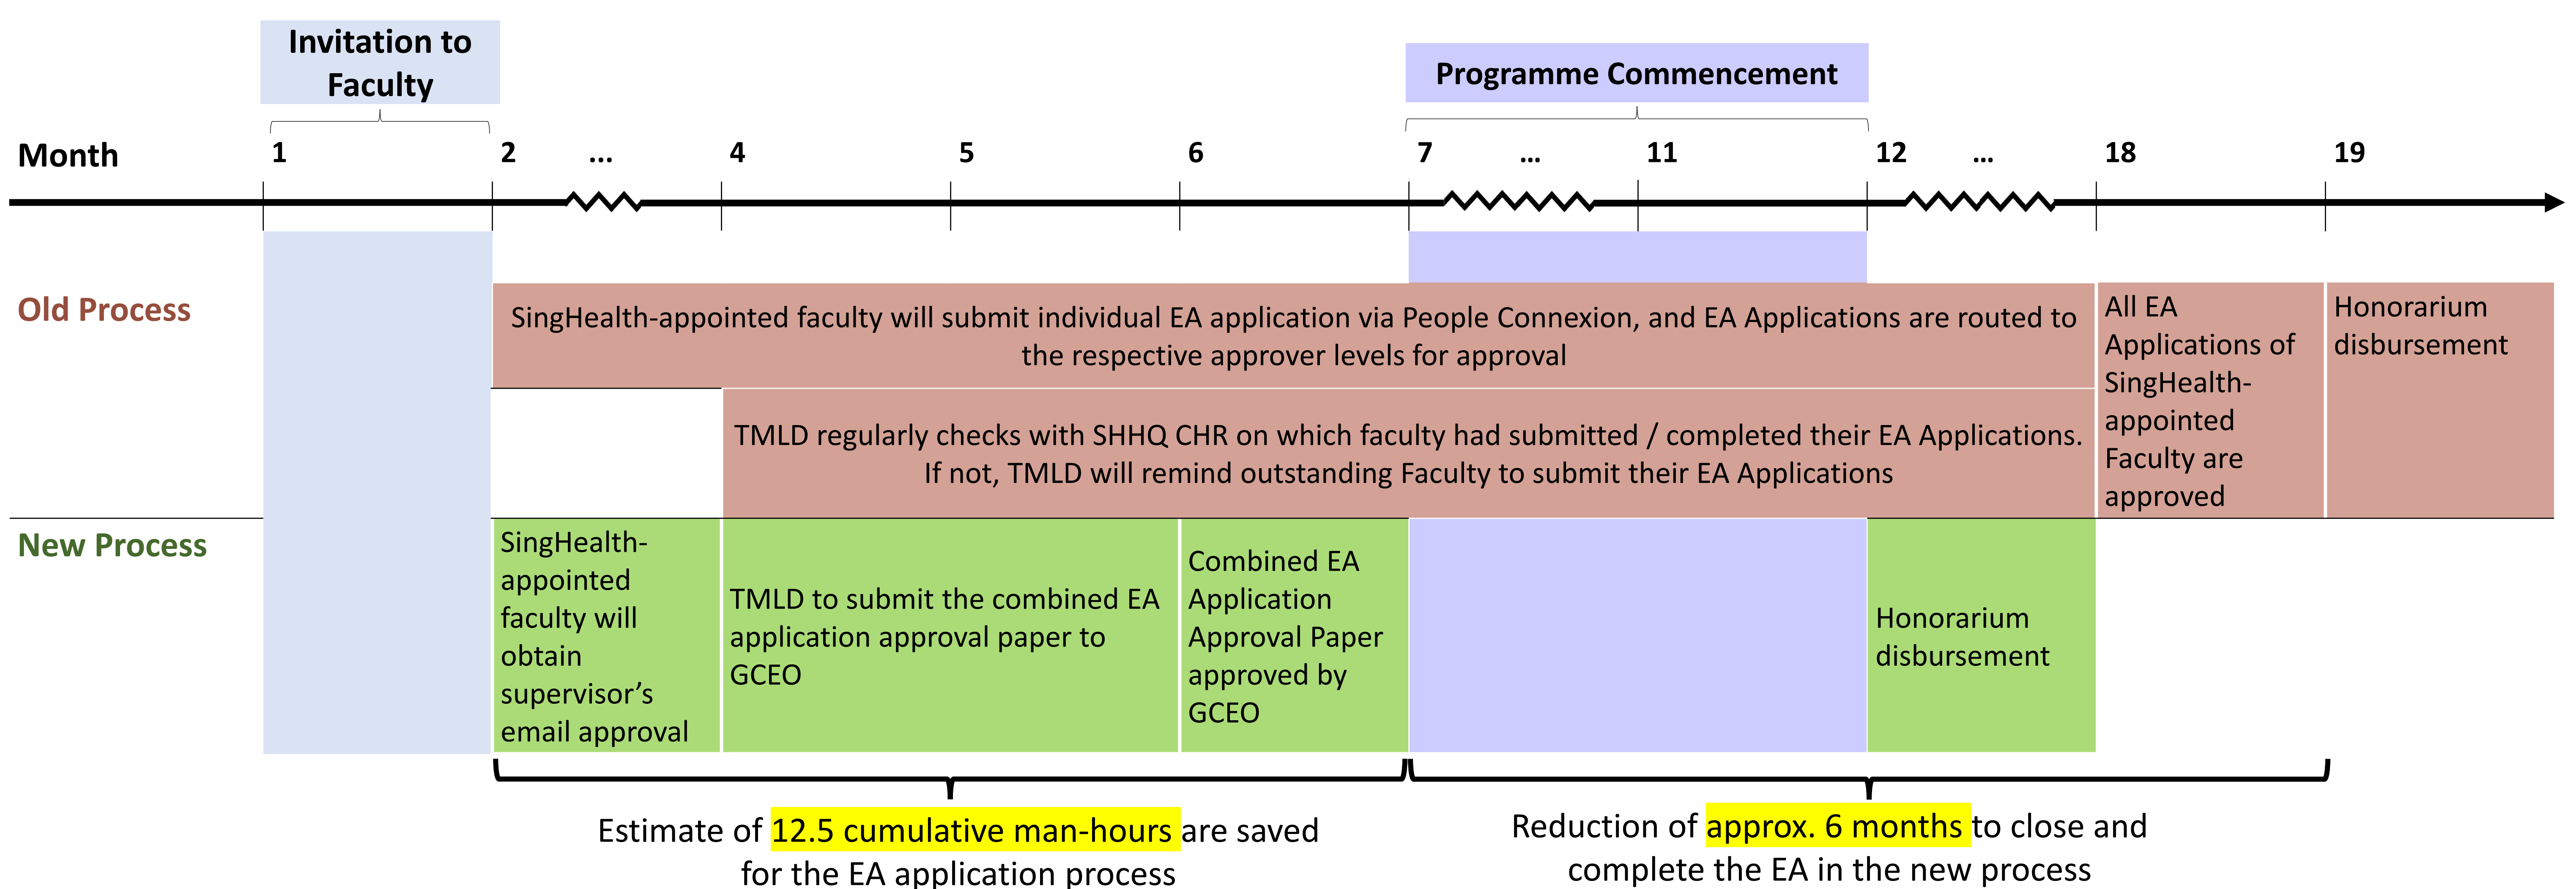 Invitation to
Faculty
Programme Commencement
Month
1
2
...
4
5
6
7
...
11
12
...
18
19
Old Process
SingHealth-appointed faculty will submit individual EA application via People Connexion, and EA Applications are routed to
the respective approver levels for approval
All EA
Applications of
SingHealth-
appointed
Faculty are
approved
Honorarium
disbursement
TMLD regularly checks with SHHQ CHR on which faculty had submitted / completed their EA Applications.
If not, TMLD will remind outstanding Faculty to submit their EA Applications
New Process
SingHealth-
appointed
faculty will
obtain
supervisor’s
email approval
TMLD to submit the combined EA
application approval paper to
GCEO
Combined EA
Application
Approval Paper
approved by
GCEO
Honorarium
disbursement
Estimate of 12.5 cumulative man-hours are saved
for the EA application process
Reduction of approx. 6 months to close and
complete the EA in the new process